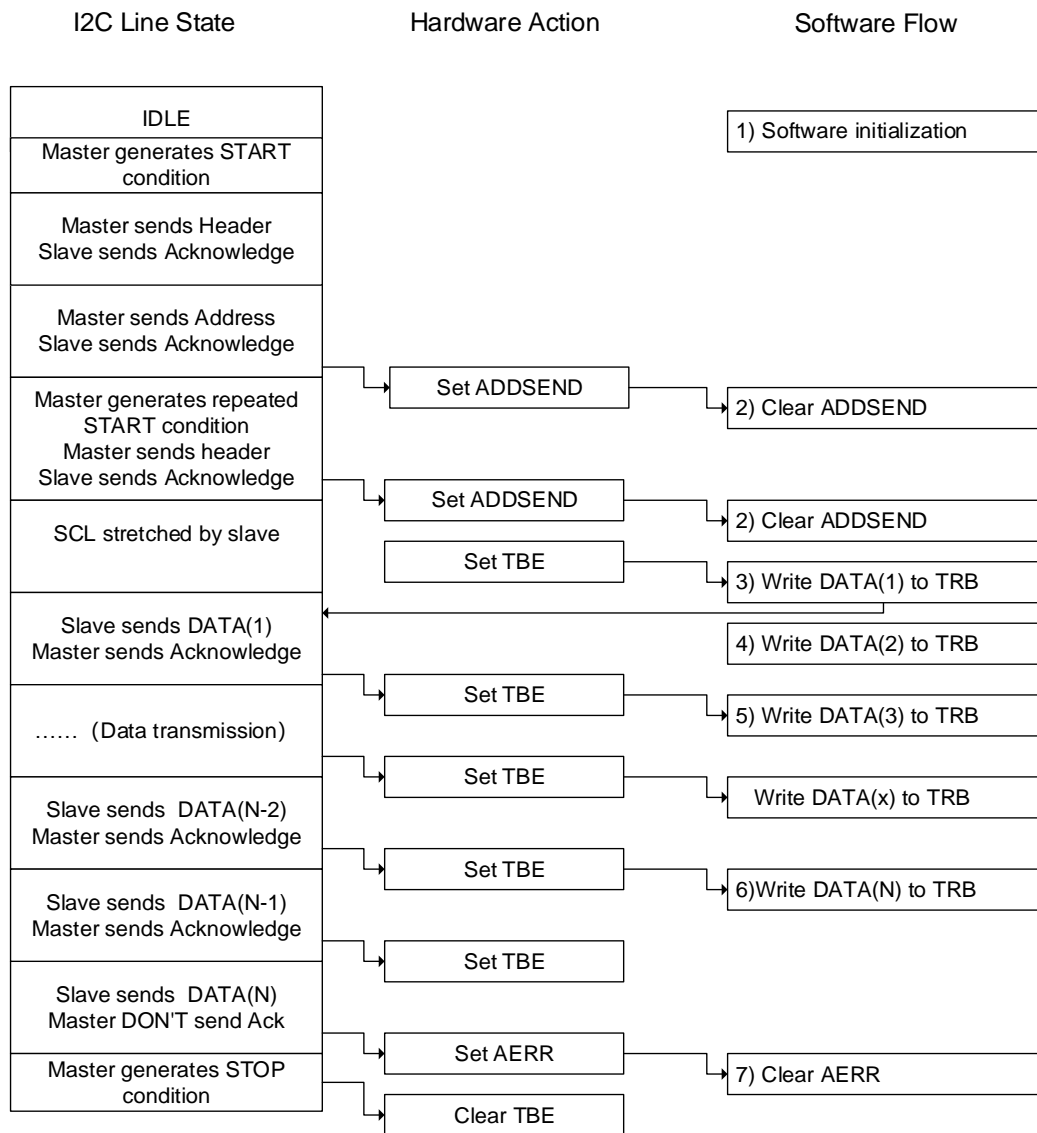 I2C Line State
Hardware Action
Software Flow
IDLE
1) Software initialization
Master generates START
condition
Master sends Header
Slave sends Acknowledge
Master sends Address
Slave sends Acknowledge
Set ADDSEND
2) Clear ADDSEND
Master generates repeated
START condition
Master sends header
Slave sends Acknowledge
Set ADDSEND
2) Clear ADDSEND
SCL stretched by slave
Set TBE
3) Write DATA(1) to TRB
Slave sends DATA(1)
Master sends Acknowledge
4) Write DATA(2) to TRB
Set TBE
5) Write DATA(3) to TRB
…… (Data transmission)
Set TBE
Write DATA(x) to TRB
Slave sends DATA(N-2)
Master sends Acknowledge
Set TBE
6)Write DATA(N) to TRB
Slave sends DATA(N-1)
Master sends Acknowledge
Set TBE
Slave sends DATA(N)
Master DON'T send Ack
Set AERR
7) Clear AERR
Master generates STOP
condition
Clear TBE